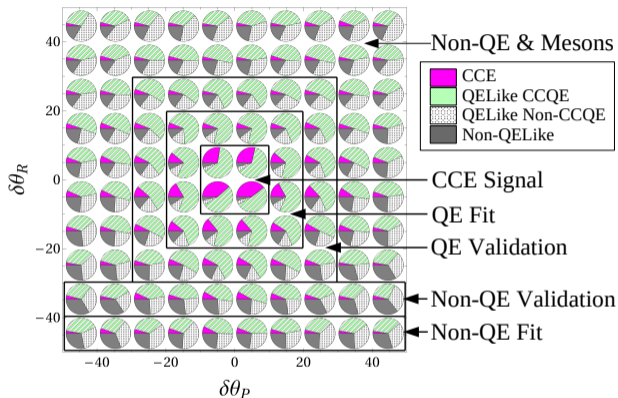 Non-QE & Mesons
CCE
QELike CCQE
QELike Non-CCQE
Non-QELike
CCE Signal
QE Fit
QE Validation
Non-QE Validation
Non-QE Fit
δθR
40
20
0
−20
−40
−40 −20 0 20 40
δθP